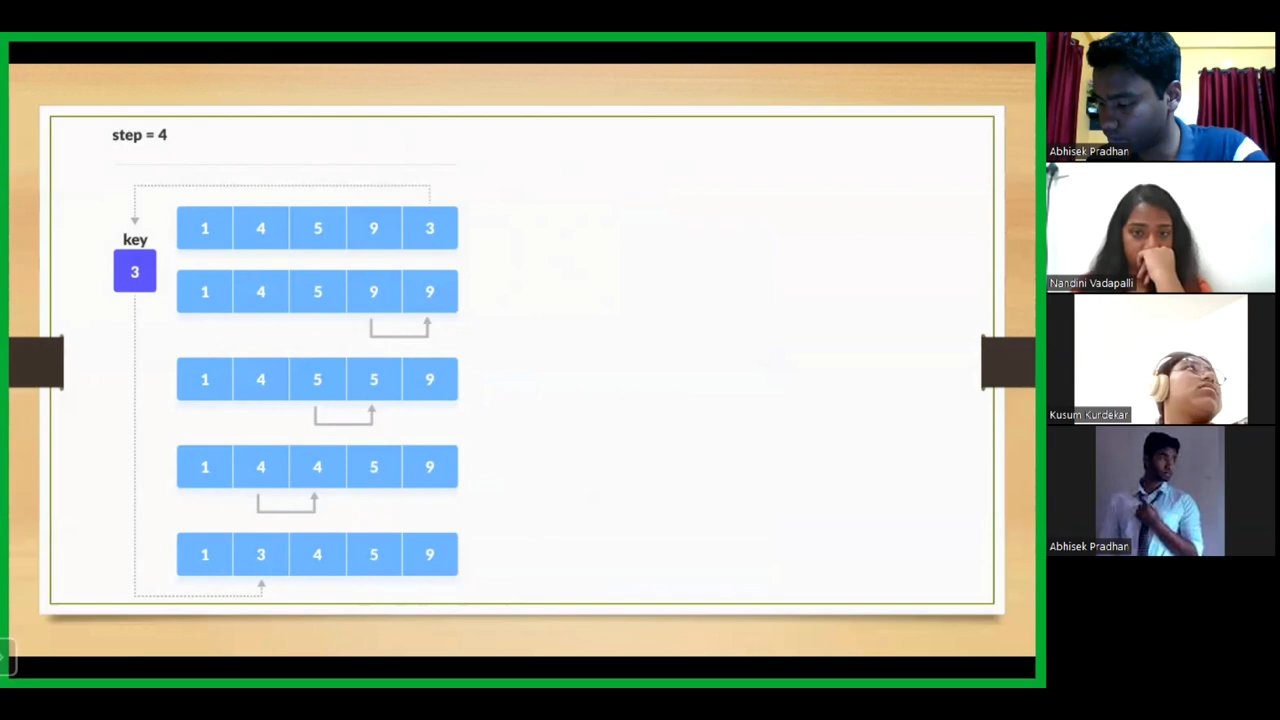 step = 4
1 4 5 9 3
key
3
1 4 5 9 9
1 4 5 5 9
1 4 4 5 9
1 3 4 5 9
Abhisek Pradhan
Nandini Vadapalli
Kusum Kurdekar
Abhisek Pradhan